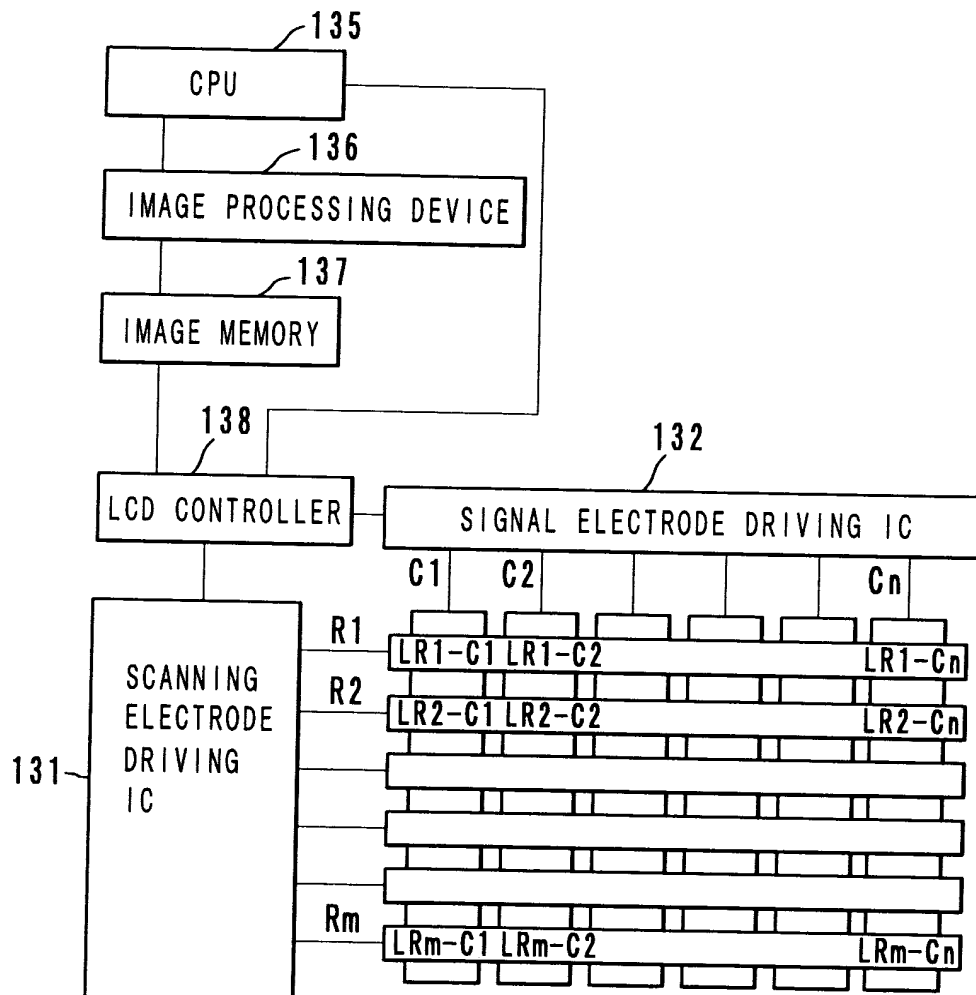 135
CPU
136
IMAGE PROCESSING DEVICE
137
IMAGE MEMORY
138
132
LCD CONTROLLER
SIGNAL ELECTRODE DRIVING IC
C1
C2
Cn
R1
LR1-C1
LR1-C2
LR1-Cn
SCANNING
ELECTRODE
DRIVING
IC
R2
LR2-C1
LR2-C2
LR2-Cn
131
Rm
LRm-C1
LRm-C2
LRm-Cn